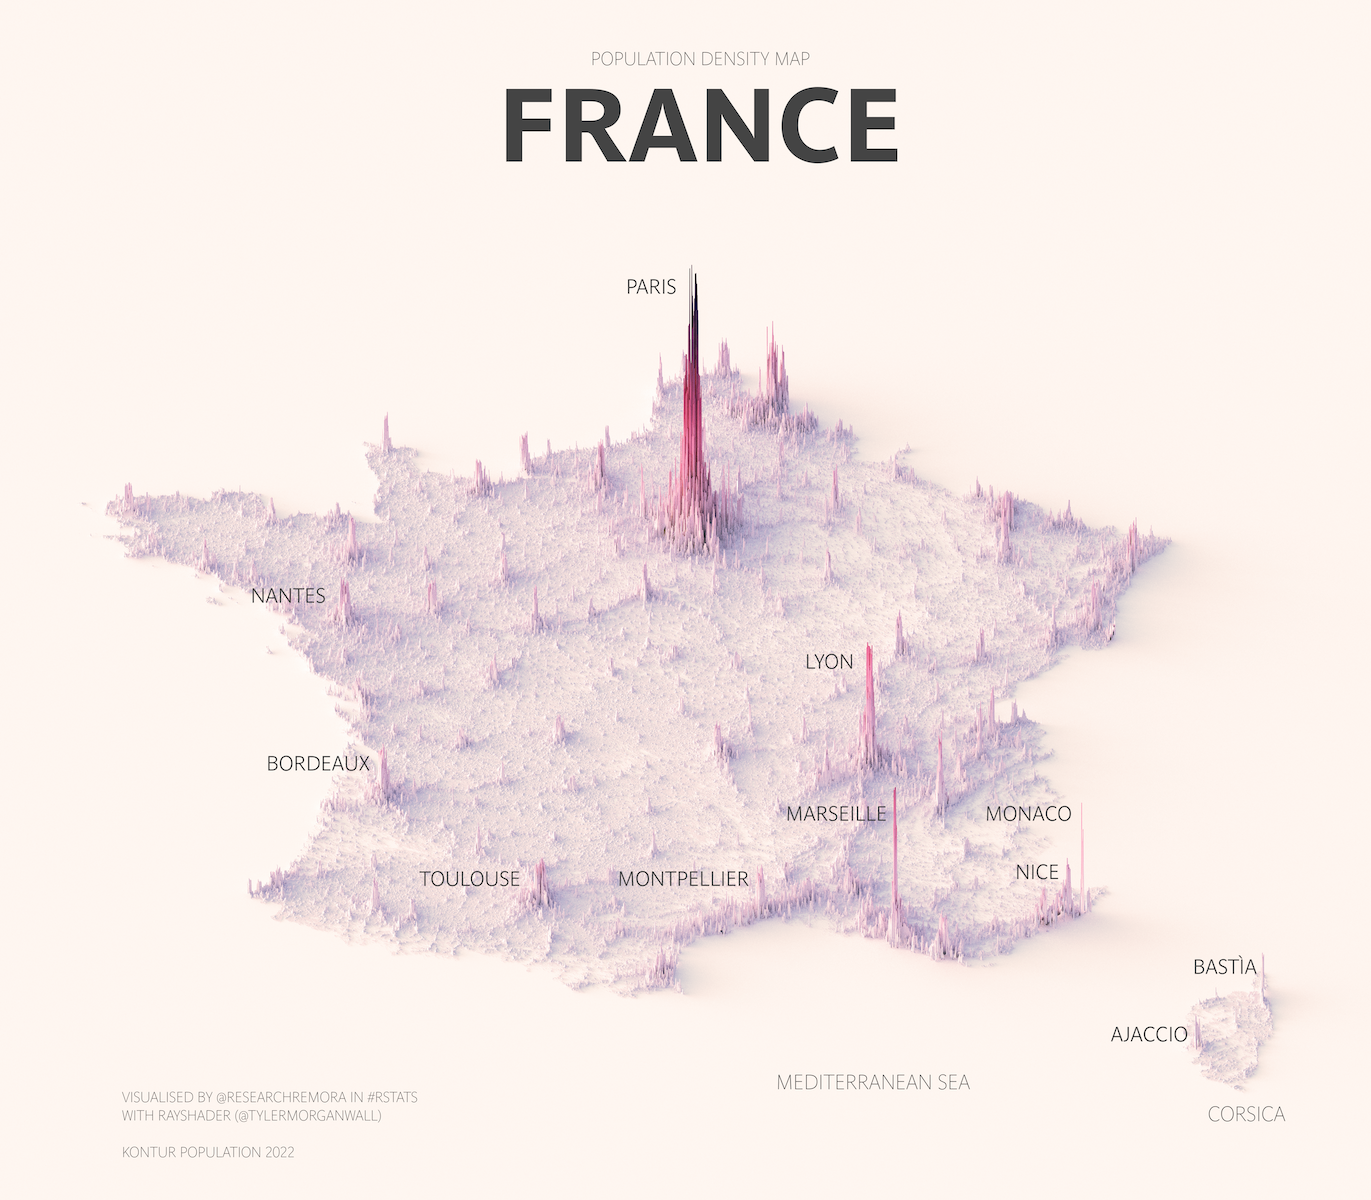 POPULATION DENSITY MAP
FRANCE
PARIS
NANTES
LYON
BORDEAUX
MARSEILLE
MONACO
TOULOUSE
MONTPELLIER
NICE
BASTÌA
AJACCIO
MEDITERRANEAN SEA
CORSICA
VISUALISED BY @RESEARCHREMORA IN #RSTATS
WITH RAYSHADER (@TYLERMORGANWALL)
KONTUR POPULATION 2022